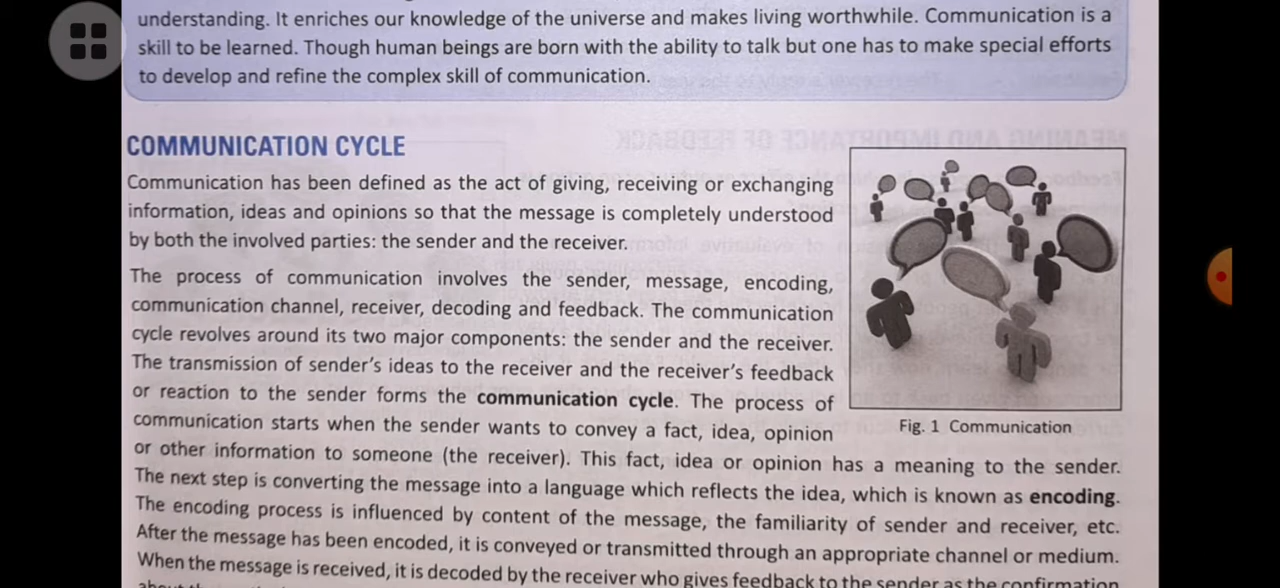 understanding. It enriches our knowledge of the universe and makes living worthwhile. Communication is a
skill to be learned. Though human beings are born with the ability to talk but one has to make special efforts
to develop and refine the complex skill of communication.
COMMUNICATION CYCLE
Communication has been defined as the act of giving, receiving or exchanging
information, ideas and opinions so that the message is completely understood
by both the involved parties: the sender and the receiver.
The process of communication involves the sender, message, encoding,
communication channel, receiver, decoding and feedback. The communication
cycle revolves around its two major components: the sender and the receiver.
The transmission of sender's ideas to the receiver and the receiver's feedback
or reaction to the sender forms the communication cycle. The process of
communication starts when the sender wants to convey a fact, idea, opinion
or other information to someone (the receiver). This fact, idea or opinion has a meaning to the sender.
The next step is converting the message into a language which reflects the idea, which is known as encoding.
The encoding process is influenced by content of the message, the familiarity of sender and receiver, etc.
After the message has been encoded, it is conveyed or transmitted through an appropriate channel or medium.
When the message is received, it is decoded by the receiver who gives feedback to the sender as the confirmation
Fig. 1 Communication